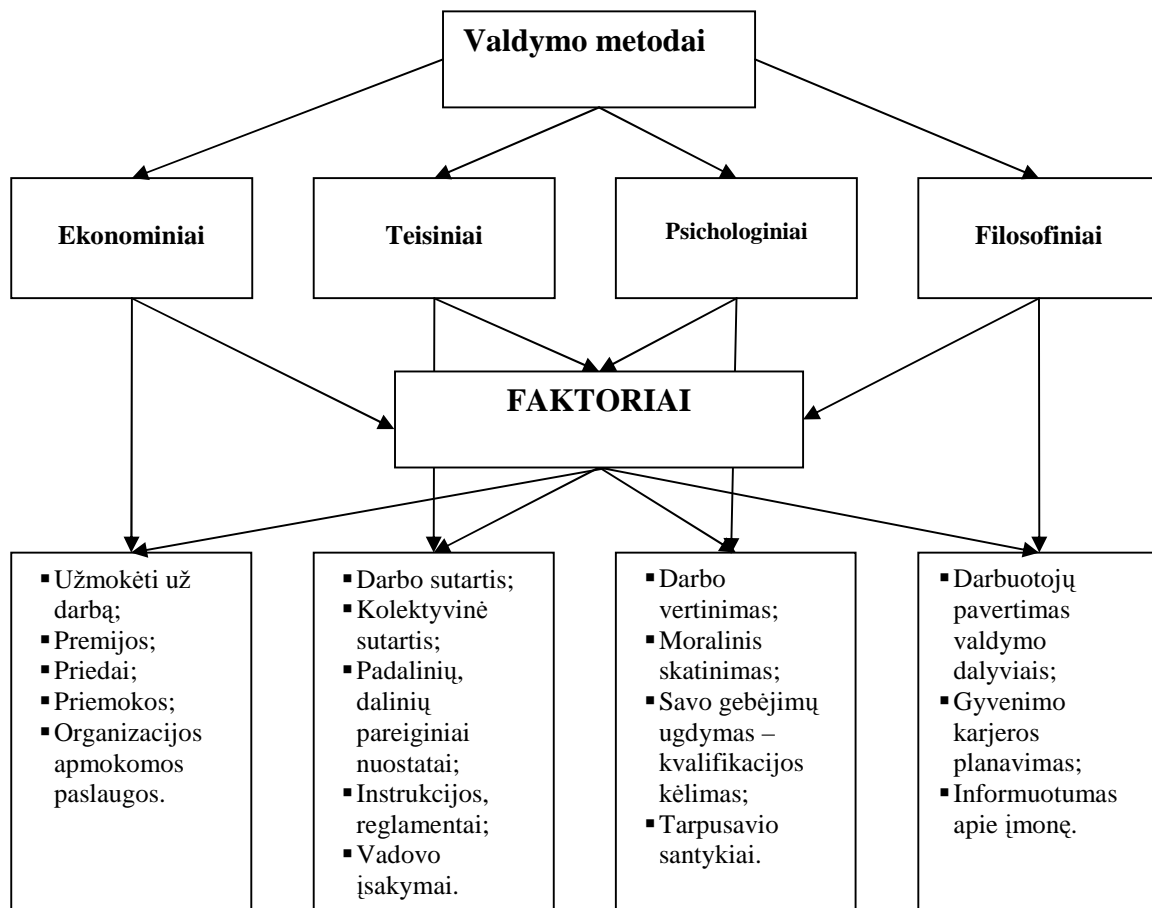 Valdymo metodai
Ekonominiai
Teisiniai
Psichologiniai
Filosofiniai
FAKTORIAI
▪ Užmokėti už
darbą;
▪ Premijos;
▪ Priedai;
▪ Priemokos;
▪ Organizacijos
apmokomos
paslaugos.
▪ Darbo sutartis;
▪ Kolektyvinė
sutartis;
▪ Padalinių,
dalinių
pareiginiai
nuostatai;
▪ Instrukcijos,
reglamentai;
▪ Vadovo
įsakymai.
▪ Darbo
vertinimas;
▪ Moralinis
skatinimas;
▪ Savo gebėjimų
ugdymas –
kvalifikacijos
kėlimas;
▪ Tarpusavio
santykiai.
▪ Darbuotojų
pavertimas
valdymo
dalyviais;
▪ Gyvenimo
karjeros
planavimas;
▪ Informuotumas
apie įmonę.